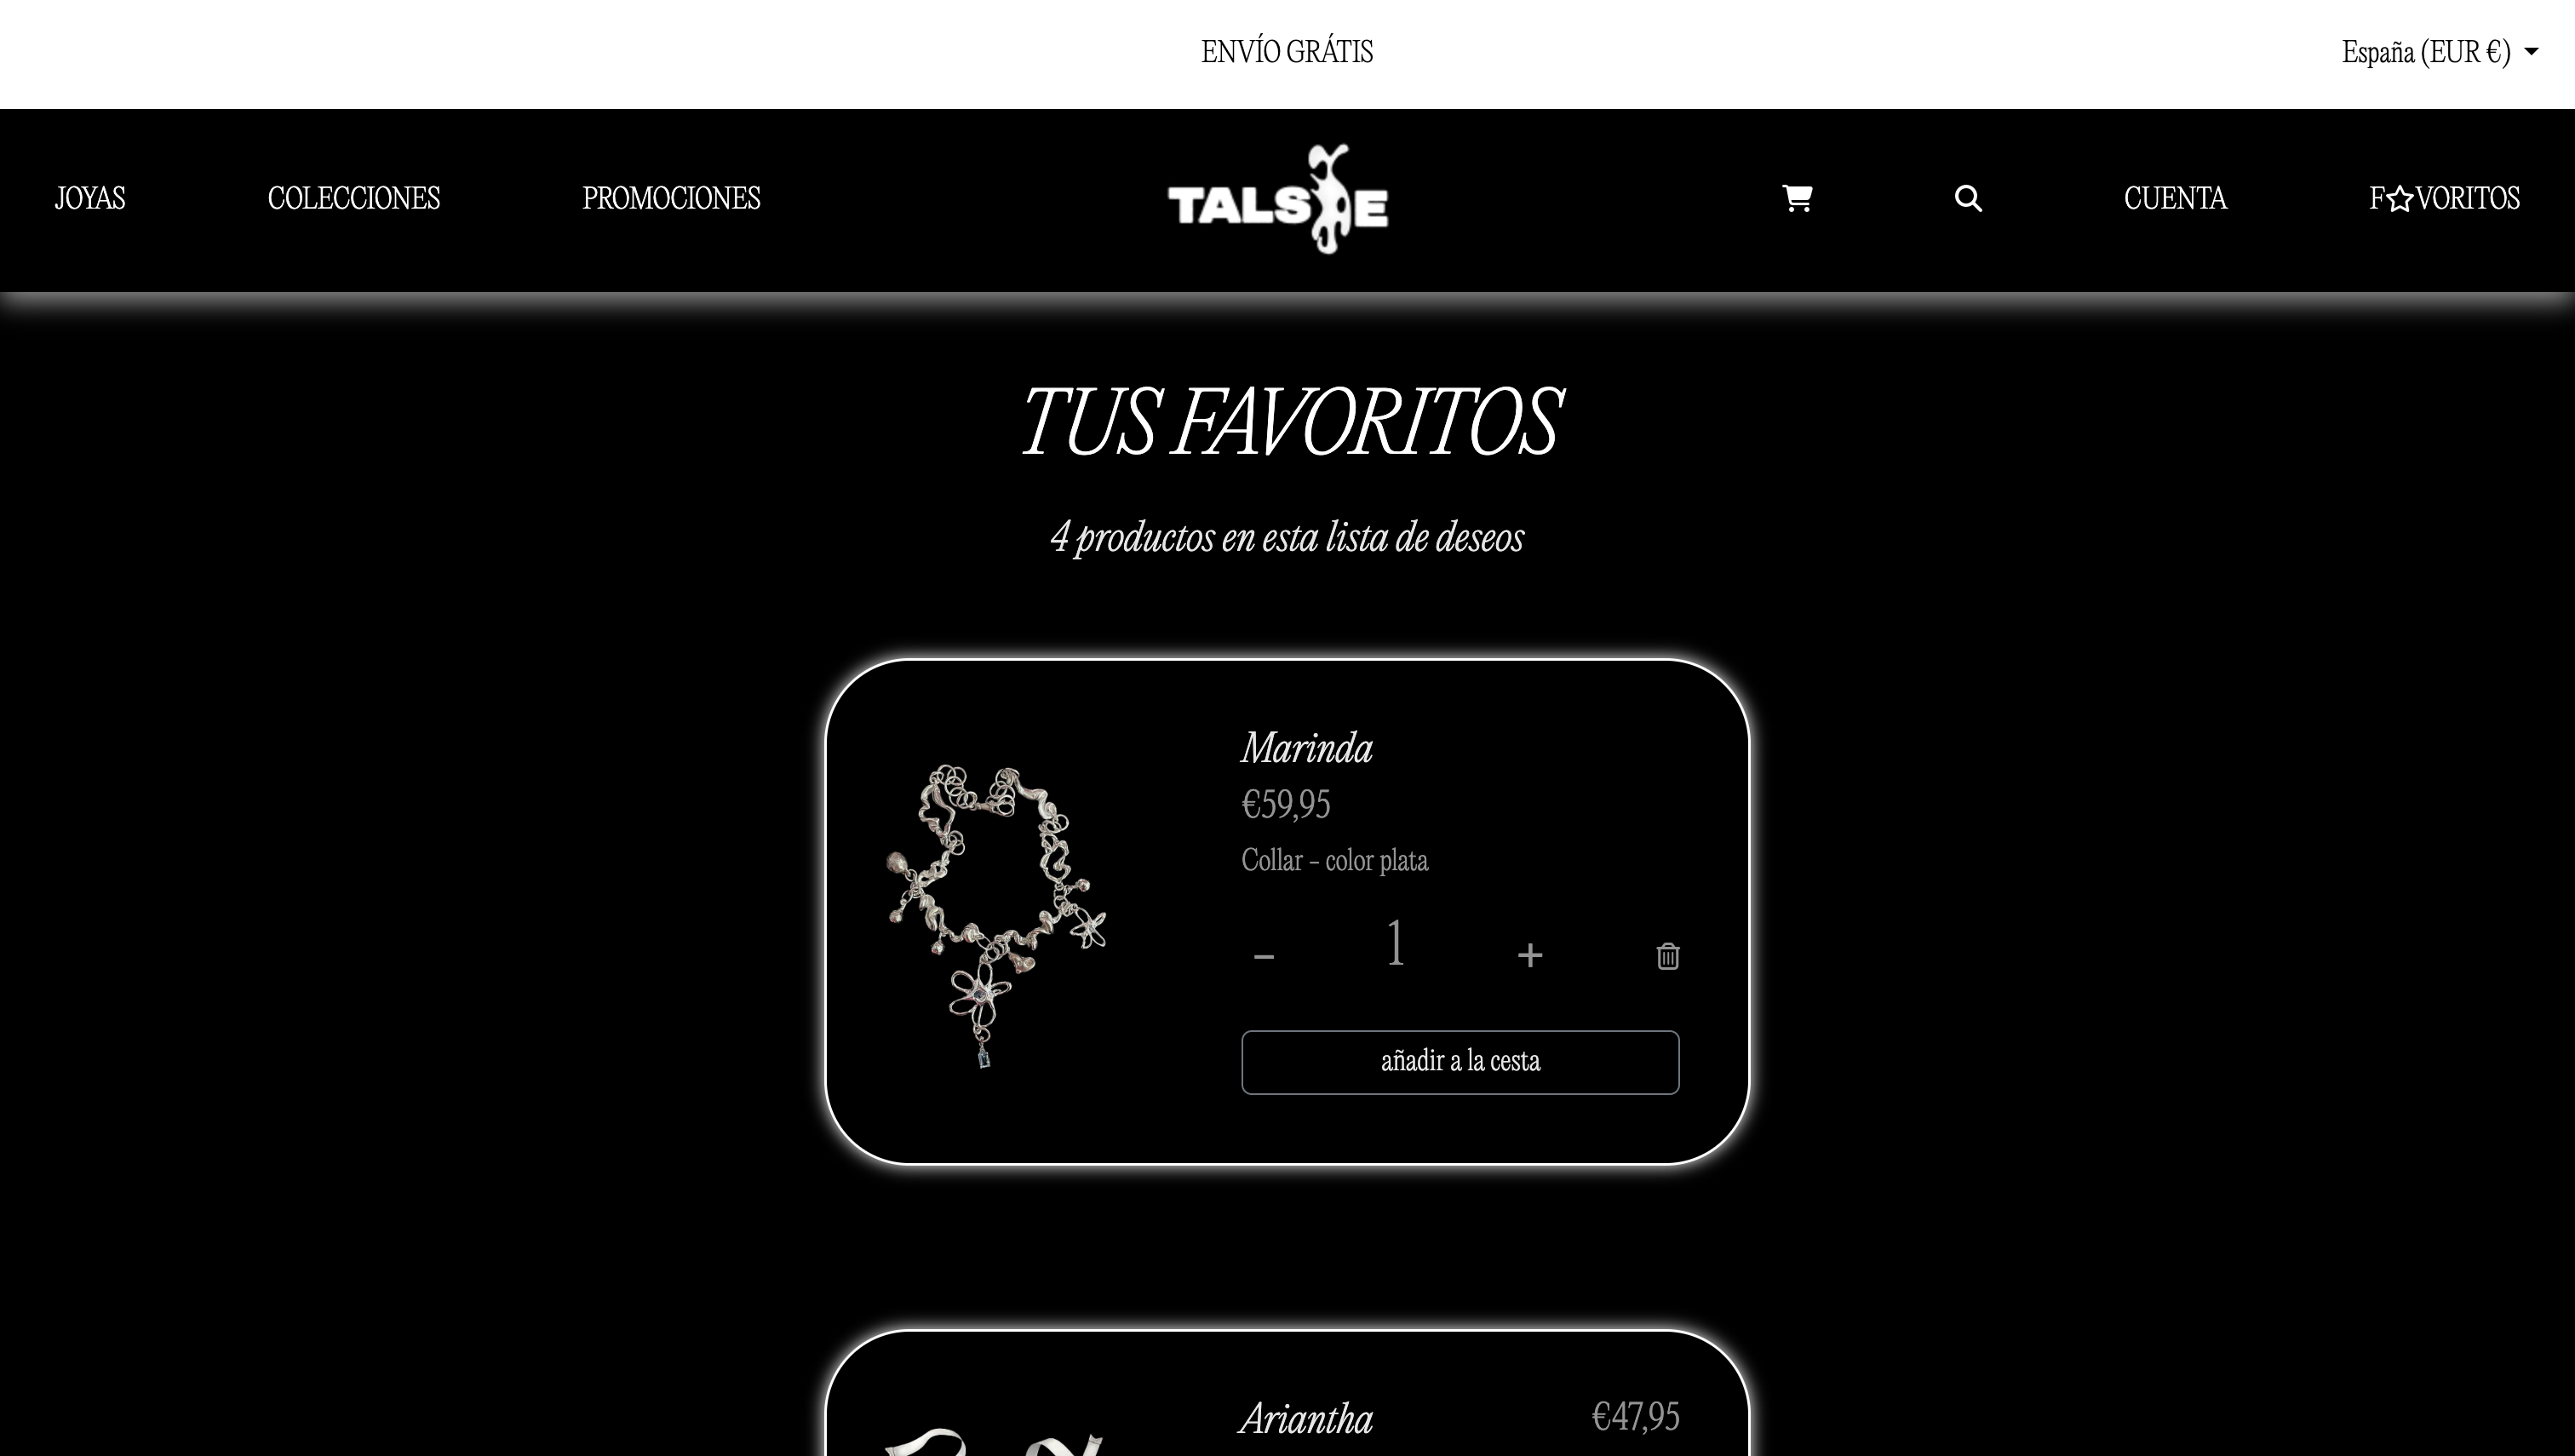 ENVÍO GRÁTIS
España (EUR €)
JOYAS
COLECCIONES
PROMOCIONES
TALS E
CUENTA
F☆VORITOS
TUS FAVORITOS
4 productos en esta lista de deseos
Marinda
€59,95
Collar - color plata
- 1 +
añadir a la cesta
Ariantha €47,95